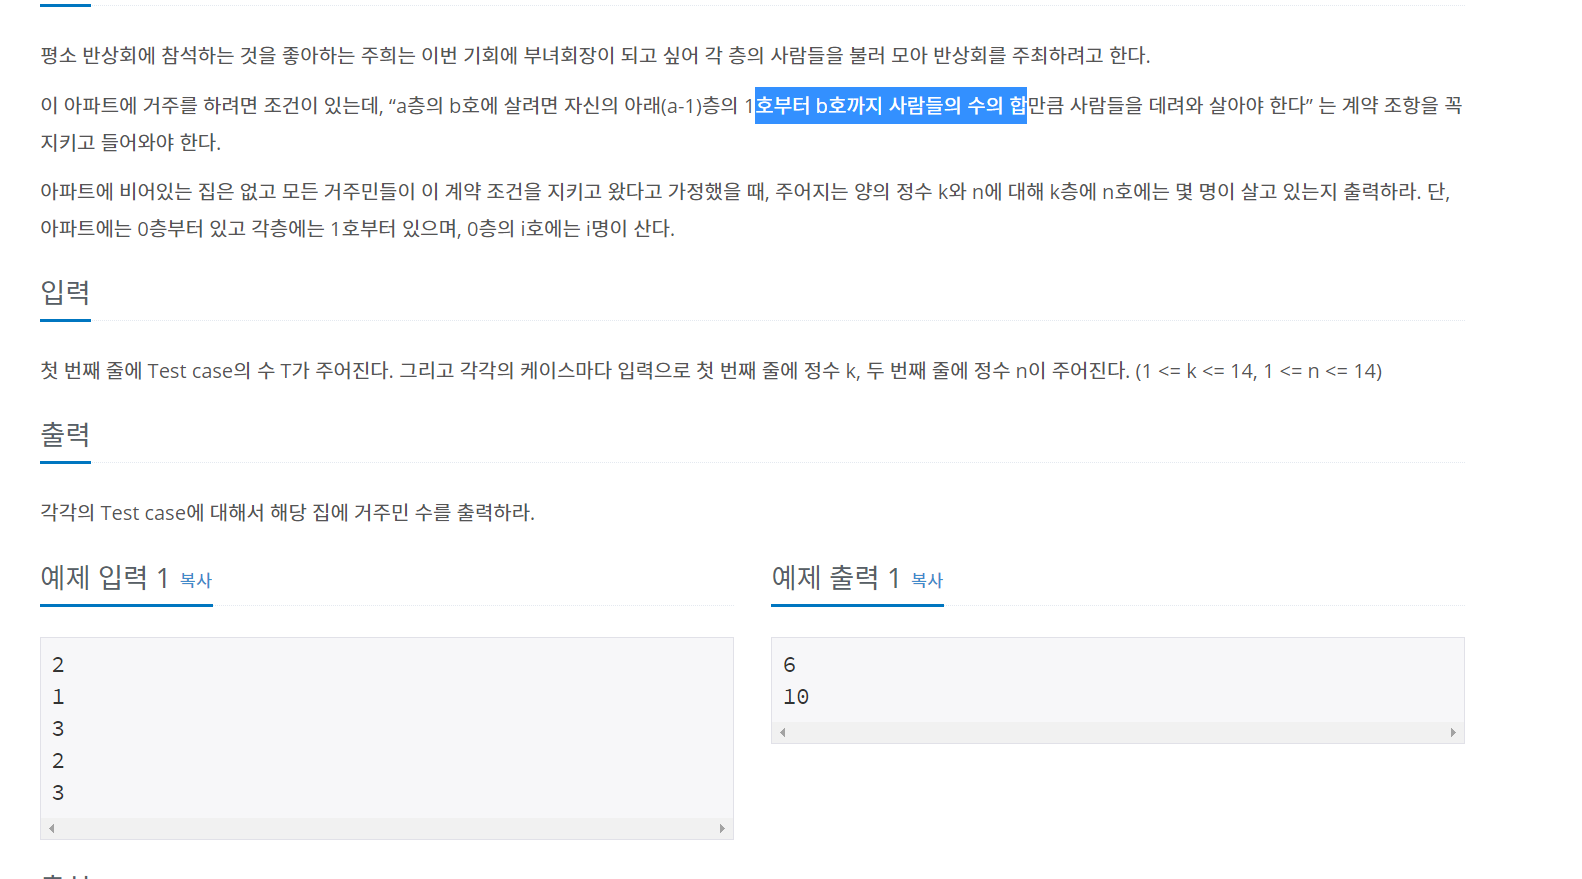 평소 반상회에 참석하는 것을 좋아하는 주희는 이번 기회에 부녀회장이 되고 싶어 각 층의 사람들을 불러 모아 반상회를 주최하려고 한다.
이 아파트에 거주를 하려면 조건이 있는데, “a층의 b호에 살려면 자신의 아래(a-1)층의 1호부터 b호까지 사람들의 수의 합만큼 사람들을 데려와 살아야 한다” 는 계약 조항을 꼭
지키고 들어와야 한다.
아파트에 비어있는 집은 없고 모든 거주민들이 이 계약 조건을 지키고 왔다고 가정했을 때, 주어지는 양의 정수 k와 n에 대해 k층에 n호에는 몇 명이 살고 있는지 출력하라. 단,
아파트에는 0층부터 있고 각층에는 1호부터 있으며, 0층의 i호에는 i명이 산다.
입력
첫 번째 줄에 Test case의 수 T가 주어진다. 그리고 각각의 케이스마다 입력으로 첫 번째 줄에 정수 k, 두 번째 줄에 정수 n이 주어진다. (1 <= k <= 14, 1 <= n <= 14)
출력
각각의 Test case에 대해서 해당 집에 거주민 수를 출력하라.
예제 입력 1 복사
2
1
3
2
3
예제 출력 1 복사
6
10